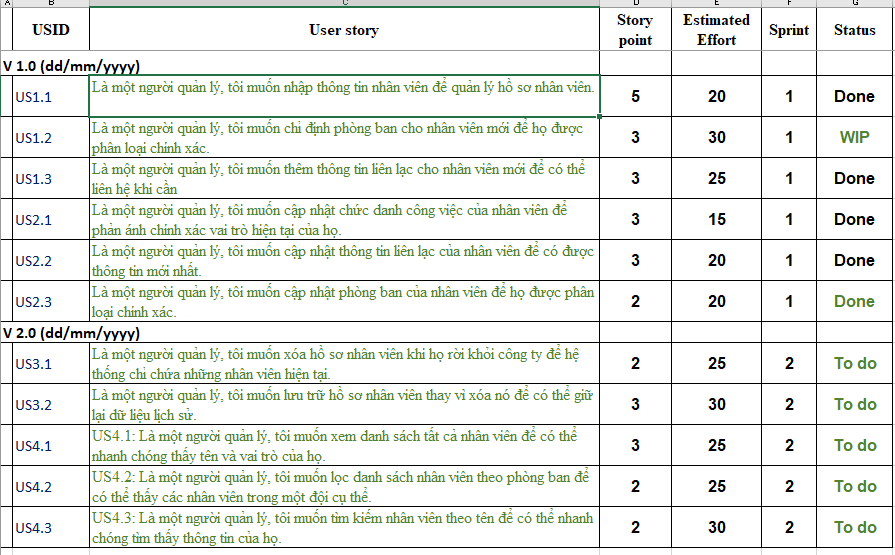 A B C D E F G
USID User story Story point Estimated Effort Sprint Status
V 1.0 (dd/mm/yyyy)
US1.1 Là một người quản lý, tôi muốn nhập thông tin nhân viên để quản lý hồ sơ nhân viên. 5 20 1 Done
US1.2 Là một người quản lý, tôi muốn chỉ định phòng ban cho nhân viên mới để họ được
phân loại chính xác. 3 30 1 WIP
US1.3 Là một người quản lý, tôi muốn thêm thông tin liên lạc cho nhân viên mới để có thể
liên hệ khi cần 3 25 1 Done
US2.1 Là một người quản lý, tôi muốn cập nhật chức danh công việc của nhân viên để
phản ánh chính xác vai trò hiện tại của họ. 3 15 1 Done
US2.2 Là một người quản lý, tôi muốn cập nhật thông tin liên lạc của nhân viên để có được
thông tin mới nhất. 3 20 1 Done
US2.3 Là một người quản lý, tôi muốn cập nhật phòng ban của nhân viên để họ được phân
loại chính xác. 2 20 1 Done
V 2.0 (dd/mm/yyyy)
US3.1 Là một người quản lý, tôi muốn xóa hồ sơ nhân viên khi họ rời khỏi công ty để hệ
thống chỉ chứa những nhân viên hiện tại. 2 25 2 To do
US3.2 Là một người quản lý, tôi muốn lưu trữ hồ sơ nhân viên thay vì xóa nó để có thể giữ
lại dữ liệu lịch sử. 3 30 2 To do
US4.1 US4.1: Là một người quản lý, tôi muốn xem danh sách tất cả nhân viên để có thể
nhanh chóng thấy tên và vai trò của họ. 3 25 2 To do
US4.2 US4.2: Là một người quản lý, tôi muốn lọc danh sách nhân viên theo phòng ban để
có thể thấy các nhân viên trong một đội cụ thể. 2 25 2 To do
US4.3 US4.3: Là một người quản lý, tôi muốn tìm kiếm nhân viên theo tên để có thể nhanh
chóng tìm thấy thông tin của họ. 2 30 2 To do